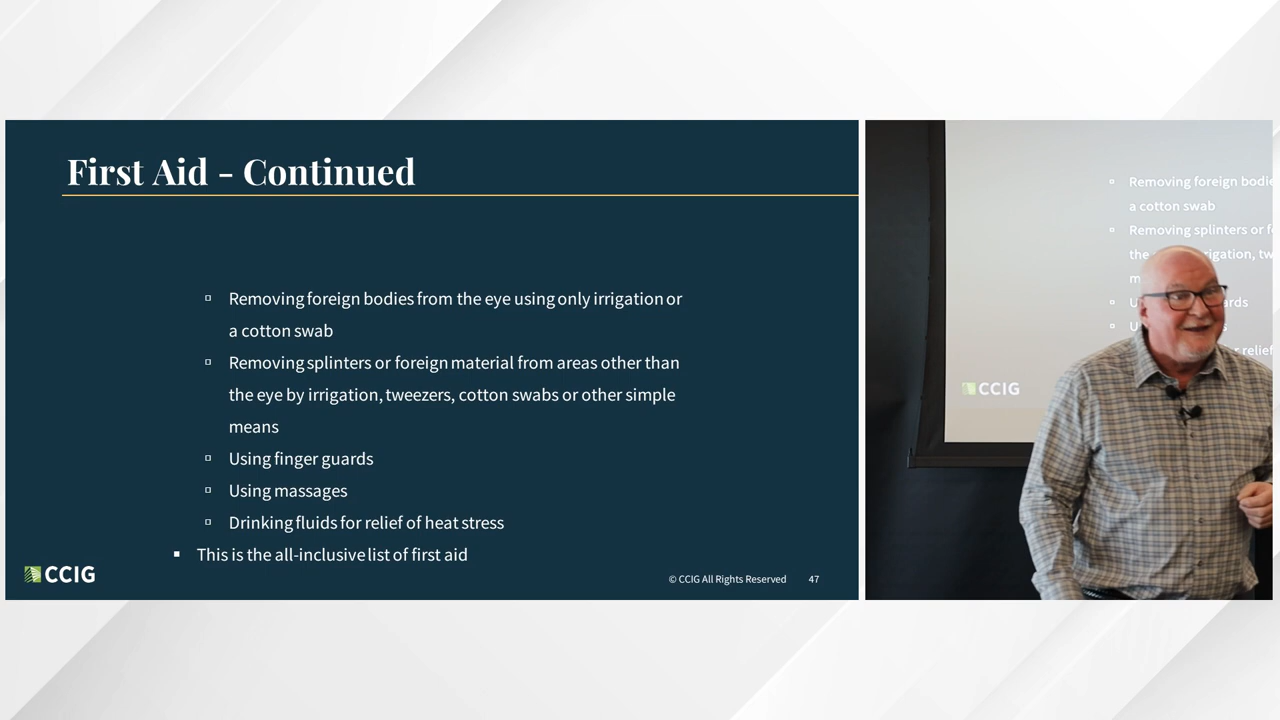 First Aid - Continued
▫ Removing foreign bodies from the eye using only irrigation or
a cotton swab
▫ Removing splinters or foreign material from areas other than
the eye by irrigation, tweezers, cotton swabs or other simple
means
▫ Using finger guards
▫ Using massages
▫ Drinking fluids for relief of heat stress
▪ This is the all-inclusive list of first aid
CCIG
© CCIG All Rights Reserved 47
▫ Removing foreign bodie
a cotton swab
▫ Removing splinters or f
the rigation, tw
m
▫ U ards
▫ U s
r relief
CCIG